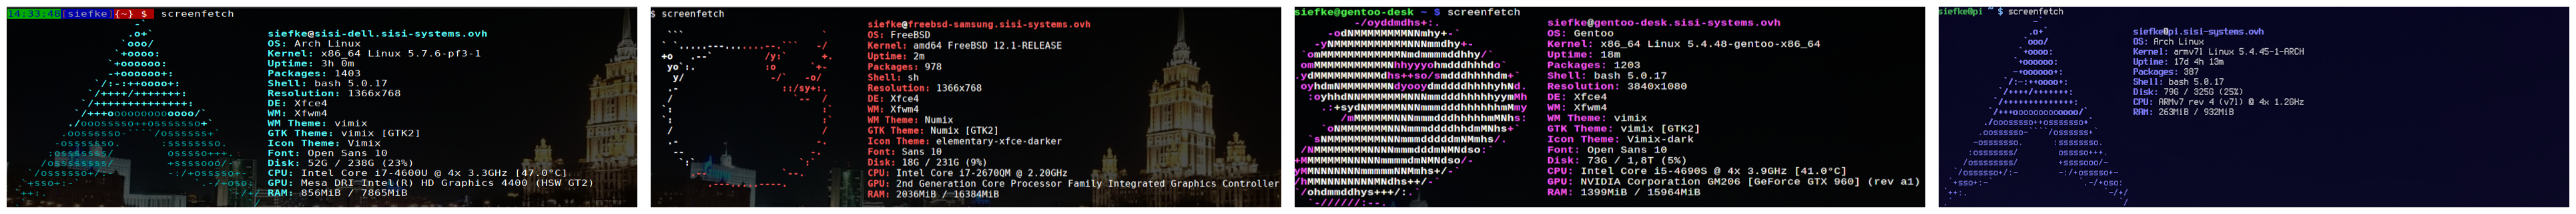 14:33:48[siefke]{~} $ screenfetch
siefke@sisi-dell.sisi-systems.ovh
OS: Arch Linux
Kernel: x86_64 Linux 5.7.6-pf3-1
Uptime: 3h 0m
Packages: 1403
Shell: bash 5.0.17
Resolution: 1366x768
DE: Xfce4
WM: Xfwm4
WM Theme: vimix
GTK Theme: vimix [GTK2]
Icon Theme: Vimix
Font: Open Sans 10
Disk: 52G / 238G (23%)
CPU: Intel Core i7-4600U @ 4x 3.3GHz [47.0°C]
GPU: Mesa DRI Intel(R) HD Graphics 4400 (HSW GT2)
RAM: 856MiB / 7865MiB
$ screenfetch
siefke@freebsd-samsung.sisi-systems.ovh
OS: FreeBSD
Kernel: amd64 FreeBSD 12.1-RELEASE
Uptime: 2m
Packages: 978
Shell: sh
Resolution: 1366x768
DE: Xfce4
WM: Xfwm4
WM Theme: Numix
GTK Theme: Numix [GTK2]
Icon Theme: elementary-xfce-darker
Font: Sans 10
Disk: 18G / 231G (9%)
CPU: Intel Core i7-2670QM @ 2.20GHz
GPU: 2nd Generation Core Processor Family Integrated Graphics Controller
RAM: 2036MiB / 16384MiB
siefke@gentoo-desk ~ $ screenfetch
siefke@gentoo-desk.sisi-systems.ovh
OS: Gentoo
Kernel: x86_64 Linux 5.4.48-gentoo-x86_64
Uptime: 18m
Packages: 1203
Shell: bash 5.0.17
Resolution: 3840x1080
DE: Xfce4
WM: Xfwm4
WM Theme: vimix
GTK Theme: vimix [GTK2]
Icon Theme: Vimix-dark
Font: Open Sans 10
Disk: 73G / 1,8T (5%)
CPU: Intel Core i5-4690S @ 4x 3.9GHz [41.0°C]
GPU: NVIDIA Corporation GM206 [GeForce GTX 960] (rev a1)
RAM: 1399MiB / 15964MiB
siefke@pi ~ $ screenfetch
siefke@pi.sisi-systems.ovh
OS: Arch Linux
Kernel: armv7l Linux 5.4.45-1-ARCH
Uptime: 17d 4h 13m
Packages: 387
Shell: bash 5.0.17
Disk: 79G / 325G (25%)
CPU: ARMv7 rev 4 (v7l) @ 4x 1.2GHz
RAM: 263MiB / 932MiB